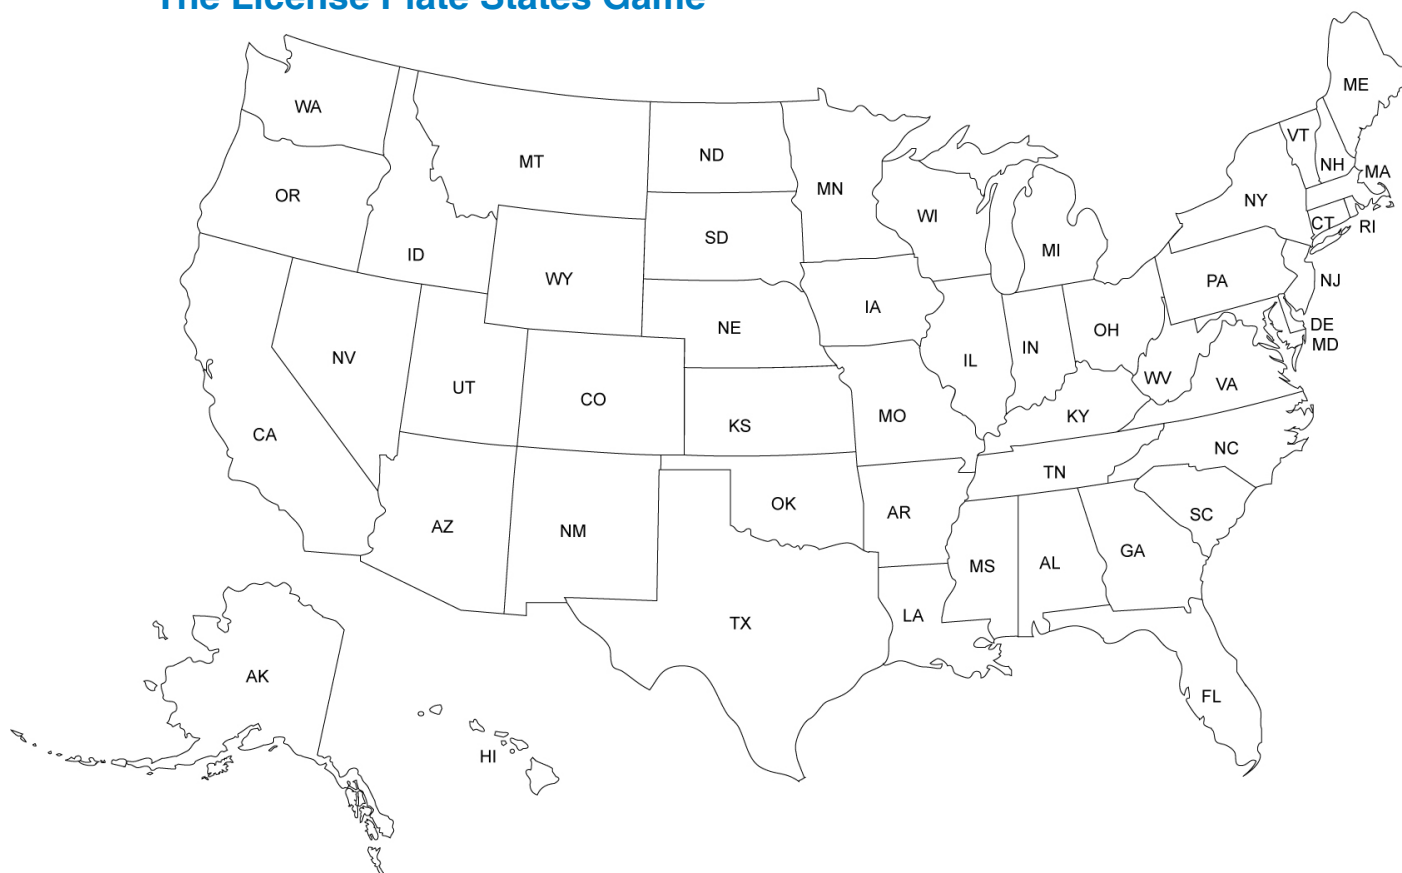 The License Plate States Game
ME
WA
VT
ND
MT
NH
MA
MN
OR
NY
WI
CT
RI
SD
MI
ID
WY
PA
NJ
IA
NE
OH
DE
MD
IN
NV
IL
UT
WV
VA
CO
MO
KY
KS
CA
NC
TN
OK
AR
SC
AZ
NM
GA
AL
MS
LA
TX
AK
FL
HI